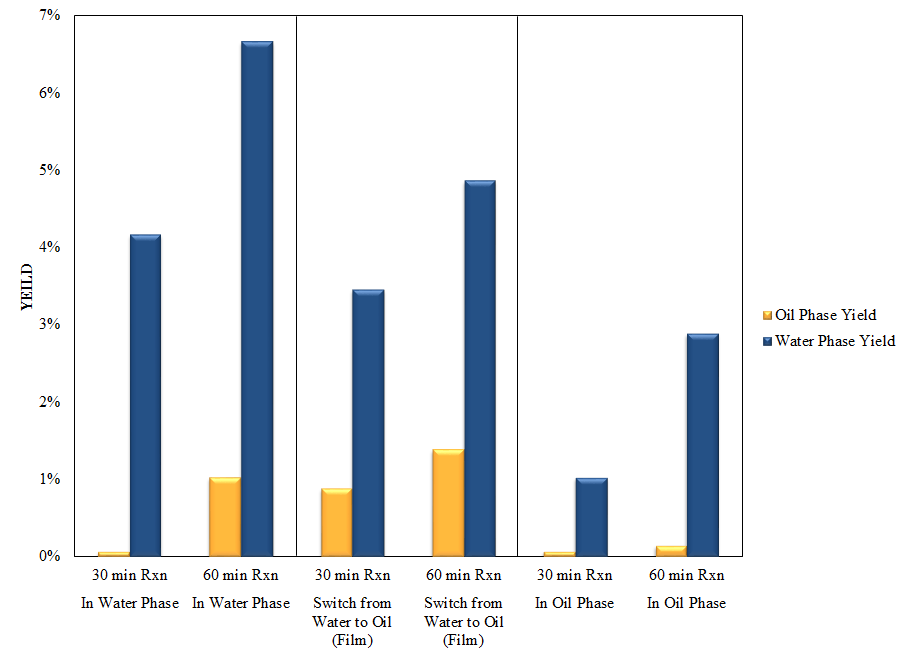 7%
6%
5%
4%
3%
2%
1%
0%
YEILD
30 min Rxn
In Water Phase
60 min Rxn
In Water Phase
30 min Rxn
Switch from
Water to Oil
(Film)
60 min Rxn
Switch from
Water to Oil
(Film)
30 min Rxn
In Oil Phase
60 min Rxn
In Oil Phase
Oil Phase Yield
Water Phase Yield